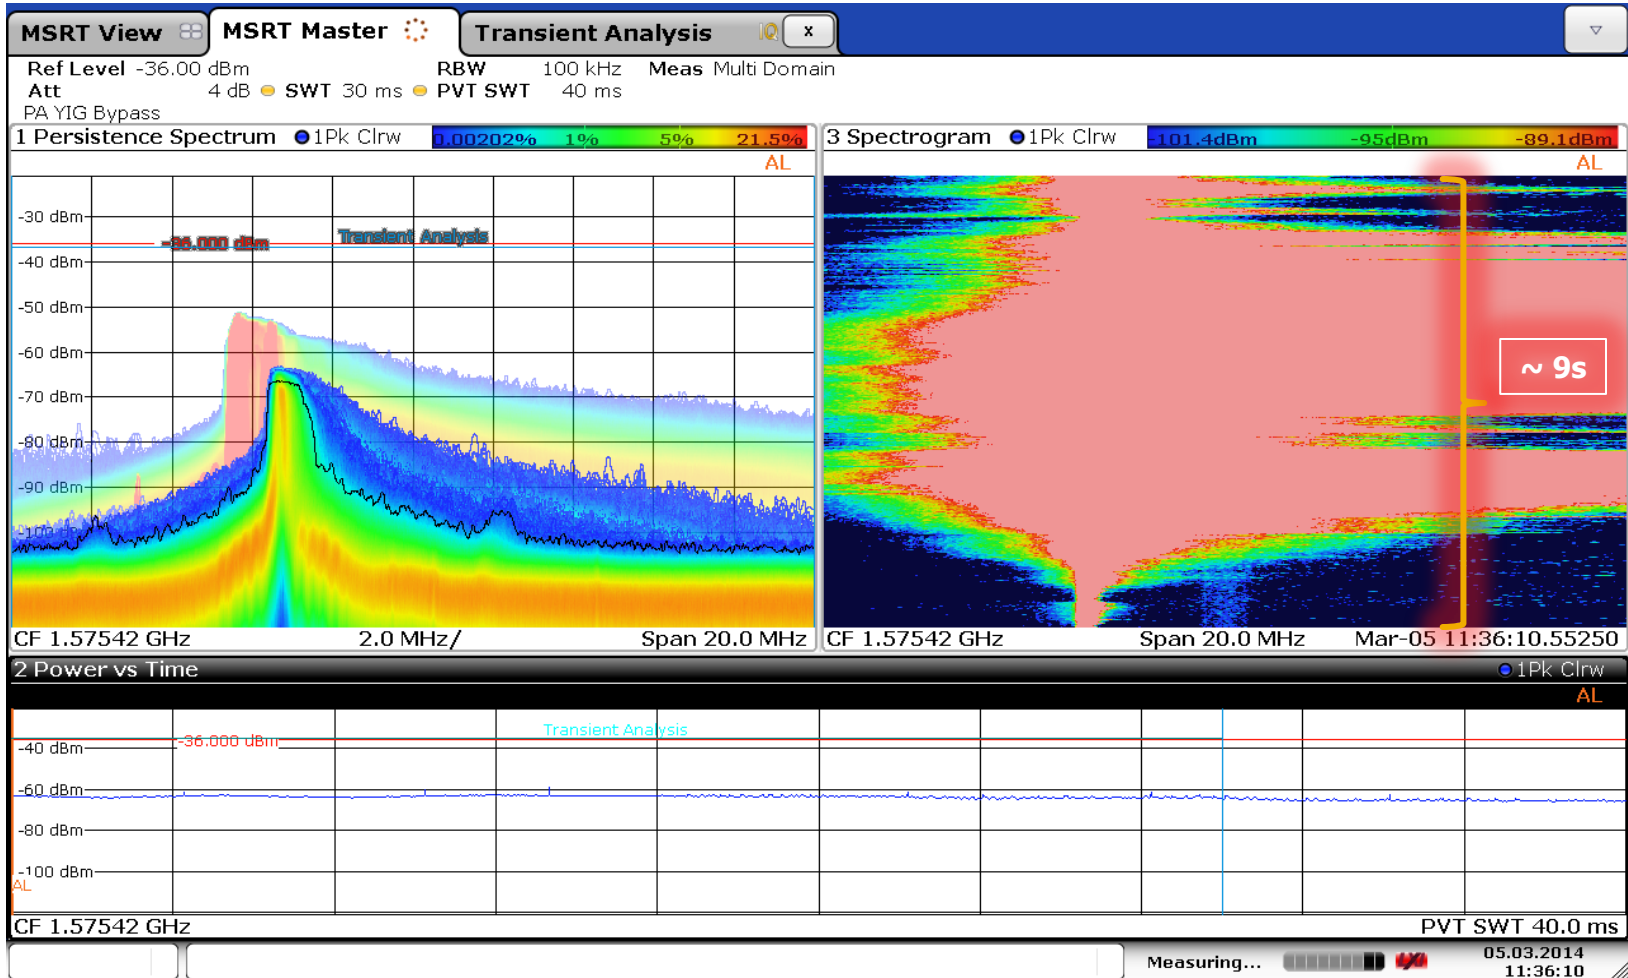 MSRT View MSRT Master Transient Analysis IQ x
Ref Level -36.00 dBm RBW 100 kHz Meas Multi Domain
Att 4 dB SWT 30 ms PVT SWT 40 ms
PA YIG Bypass
1 Persistence Spectrum 1Pk Clrw 0.00202% 1% 5% 21.5%
AL
-30 dBm
-36.000 dBm Transient Analysis
-40 dBm
-50 dBm
-60 dBm
-70 dBm
-80 dBm
-90 dBm
-100 dBm
CF 1.57542 GHz 2.0 MHz/ Span 20.0 MHz
3 Spectrogram 1Pk Clrw -101.4dBm -95dBm -89.1dBm
AL
~ 9s
CF 1.57542 GHz Span 20.0 MHz Mar-05 11:36:10.55250
2 Power vs Time 1Pk Clrw
AL
Transient Analysis
-36.000 dBm
-40 dBm
-60 dBm
-80 dBm
-100 dBm
AL
CF 1.57542 GHz PVT SWT 40.0 ms
Measuring... 05.03.2014
11:36:10